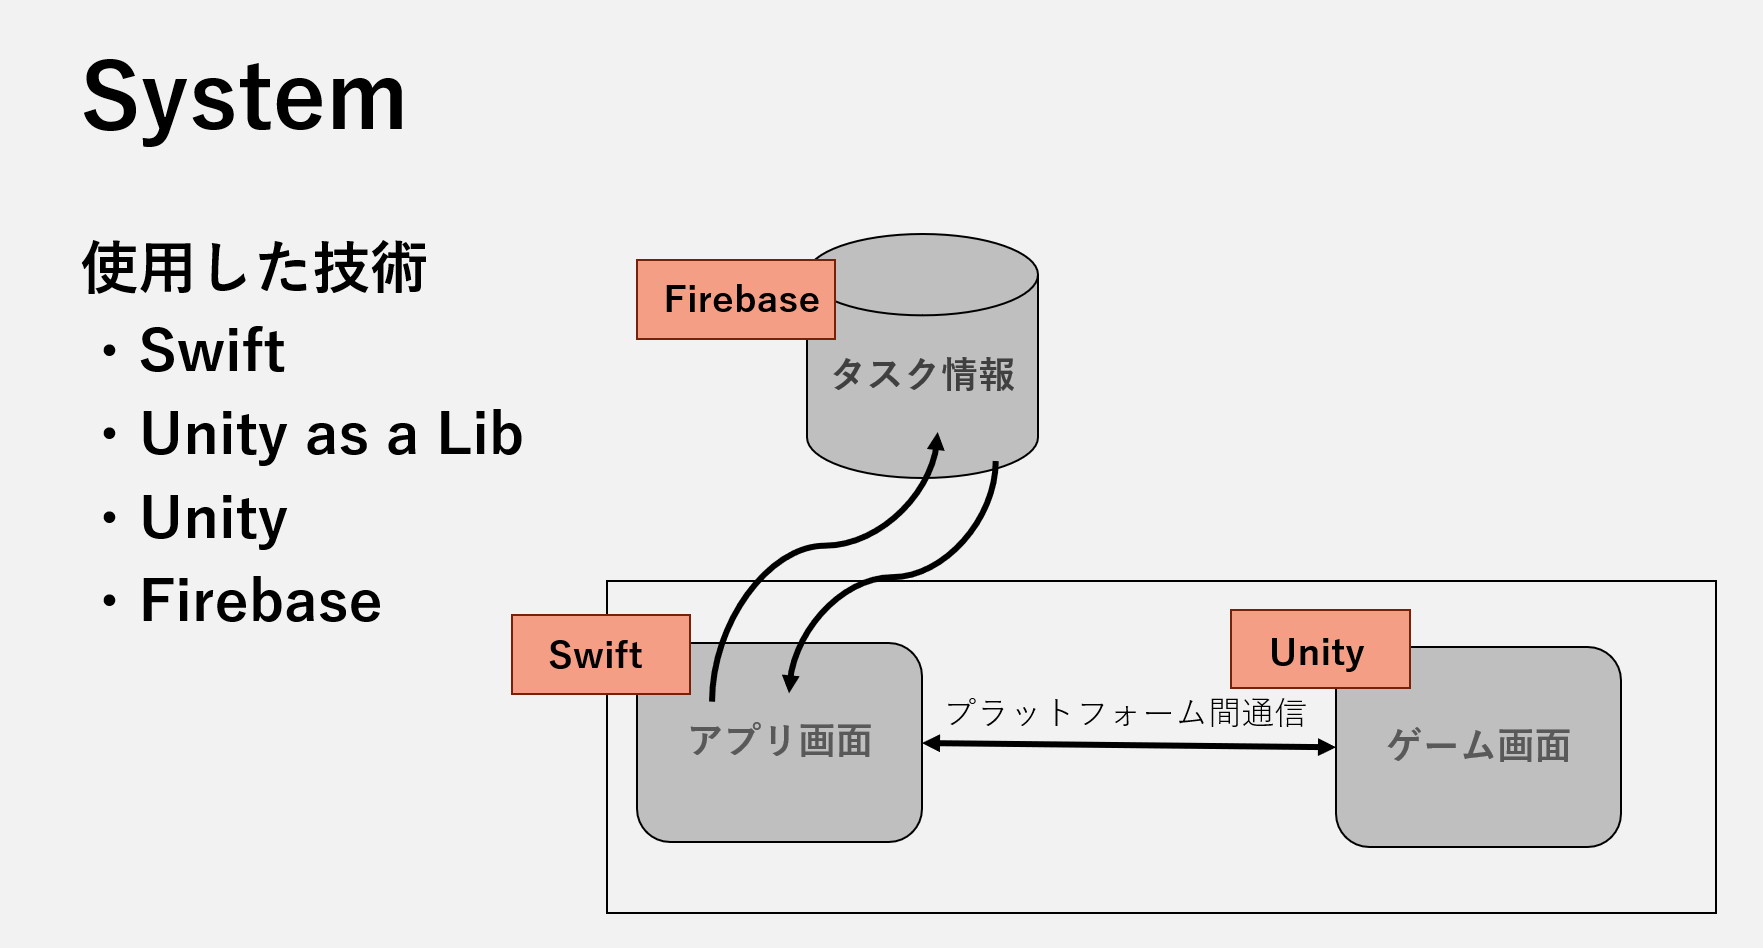 System
使用した技術
・Swift
・Unity as a Lib
・Unity
・Firebase
Firebase
タスク情報
Swift
アプリ画面
プラットフォーム間通信
Unity
ゲーム画面